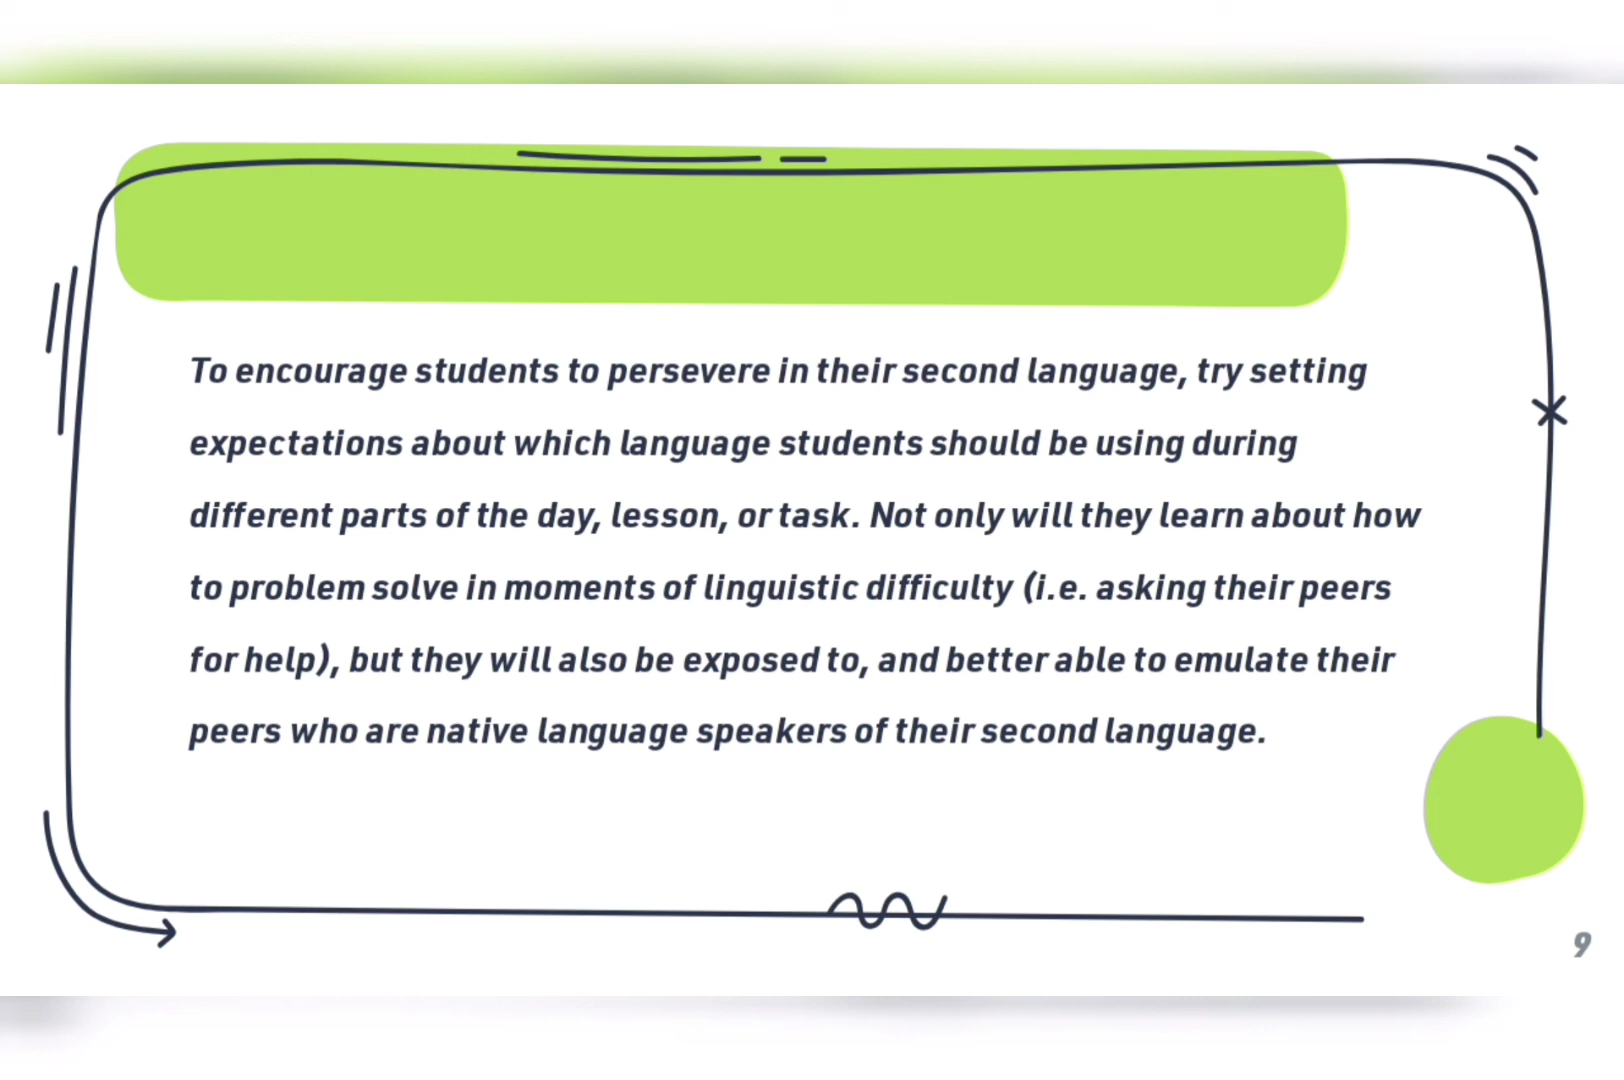 To encourage students to persevere in their second language, try setting
expectations about which language students should be using during
different parts of the day, lesson, or task. Not only will they learn about how
to problem solve in moments of linguistic difficulty (i.e. asking their peers
for help), but they will also be exposed to, and better able to emulate their
peers who are native language speakers of their second language.
9